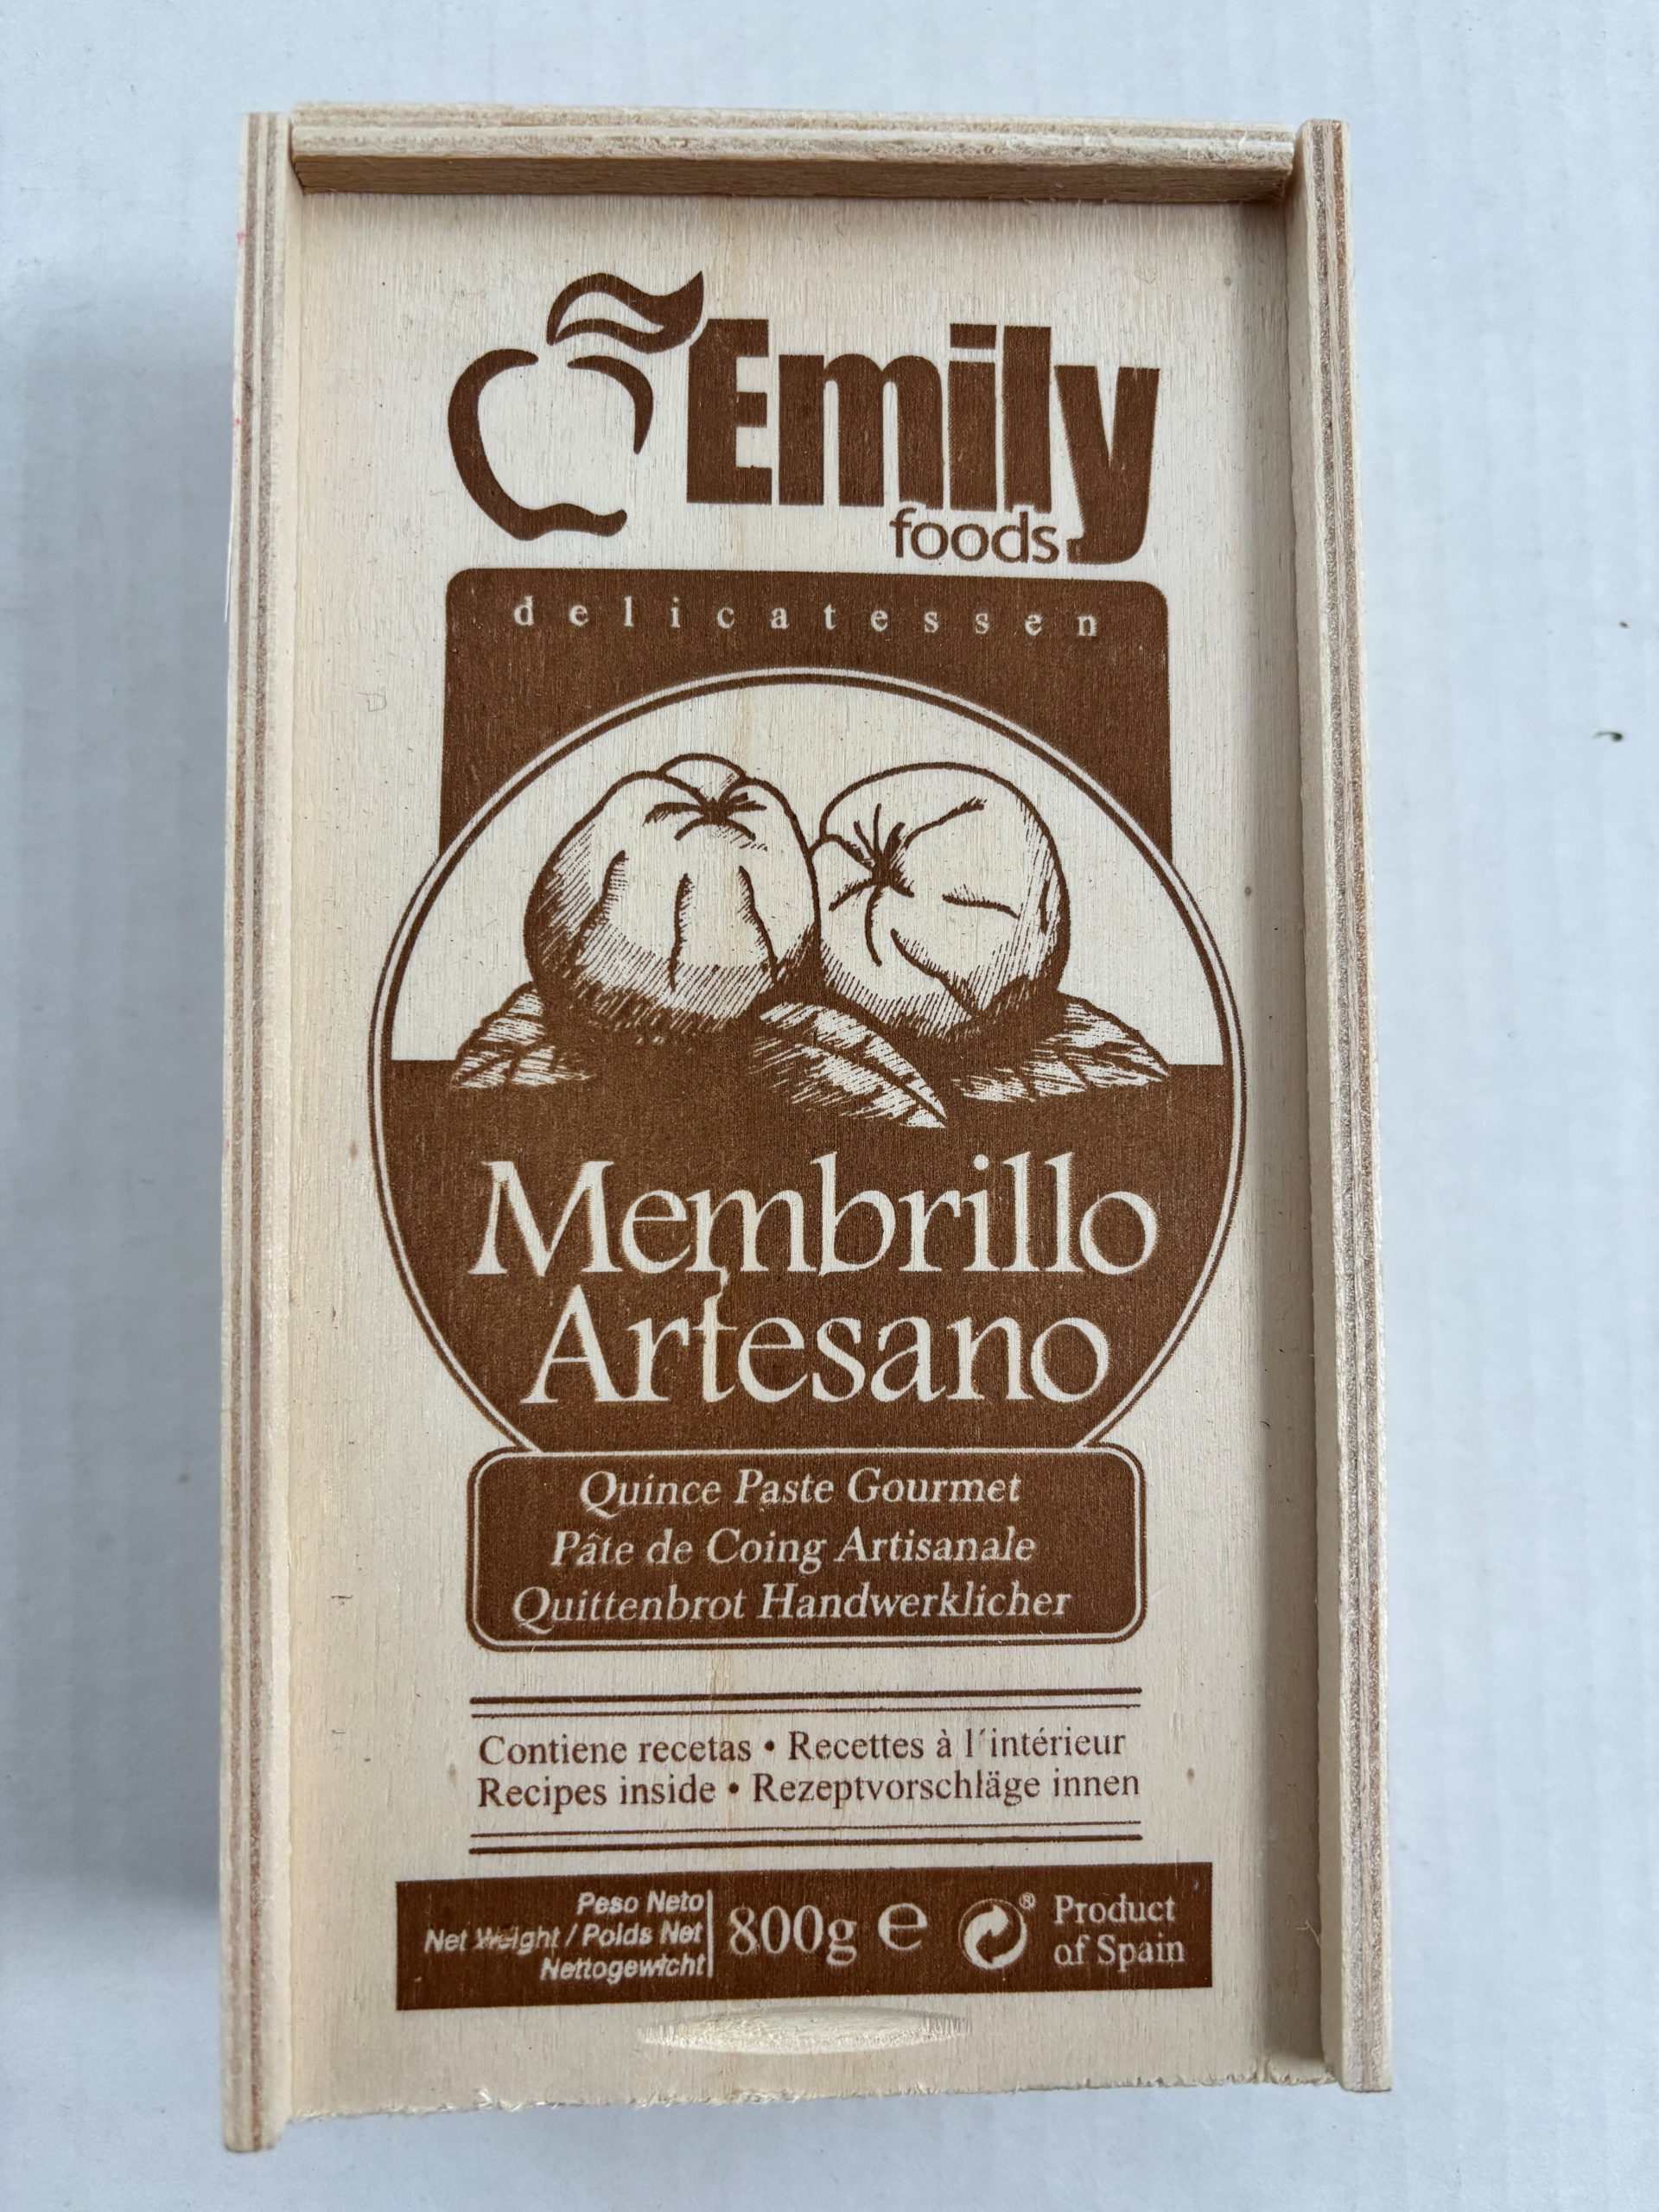 Emily
foods
delicatessen
Membrillo
Artesano
Quince Paste Gourmet
Pâte de Coing Artisanale
Quittenbrot Handwerklicher
Contiene recetas • Recettes à l´intérieur
Recipes inside • Rezeptvorschläge innen
Peso Neto
Net Weight / Poids Net
Nettogewicht
800g e
®
Product
of Spain